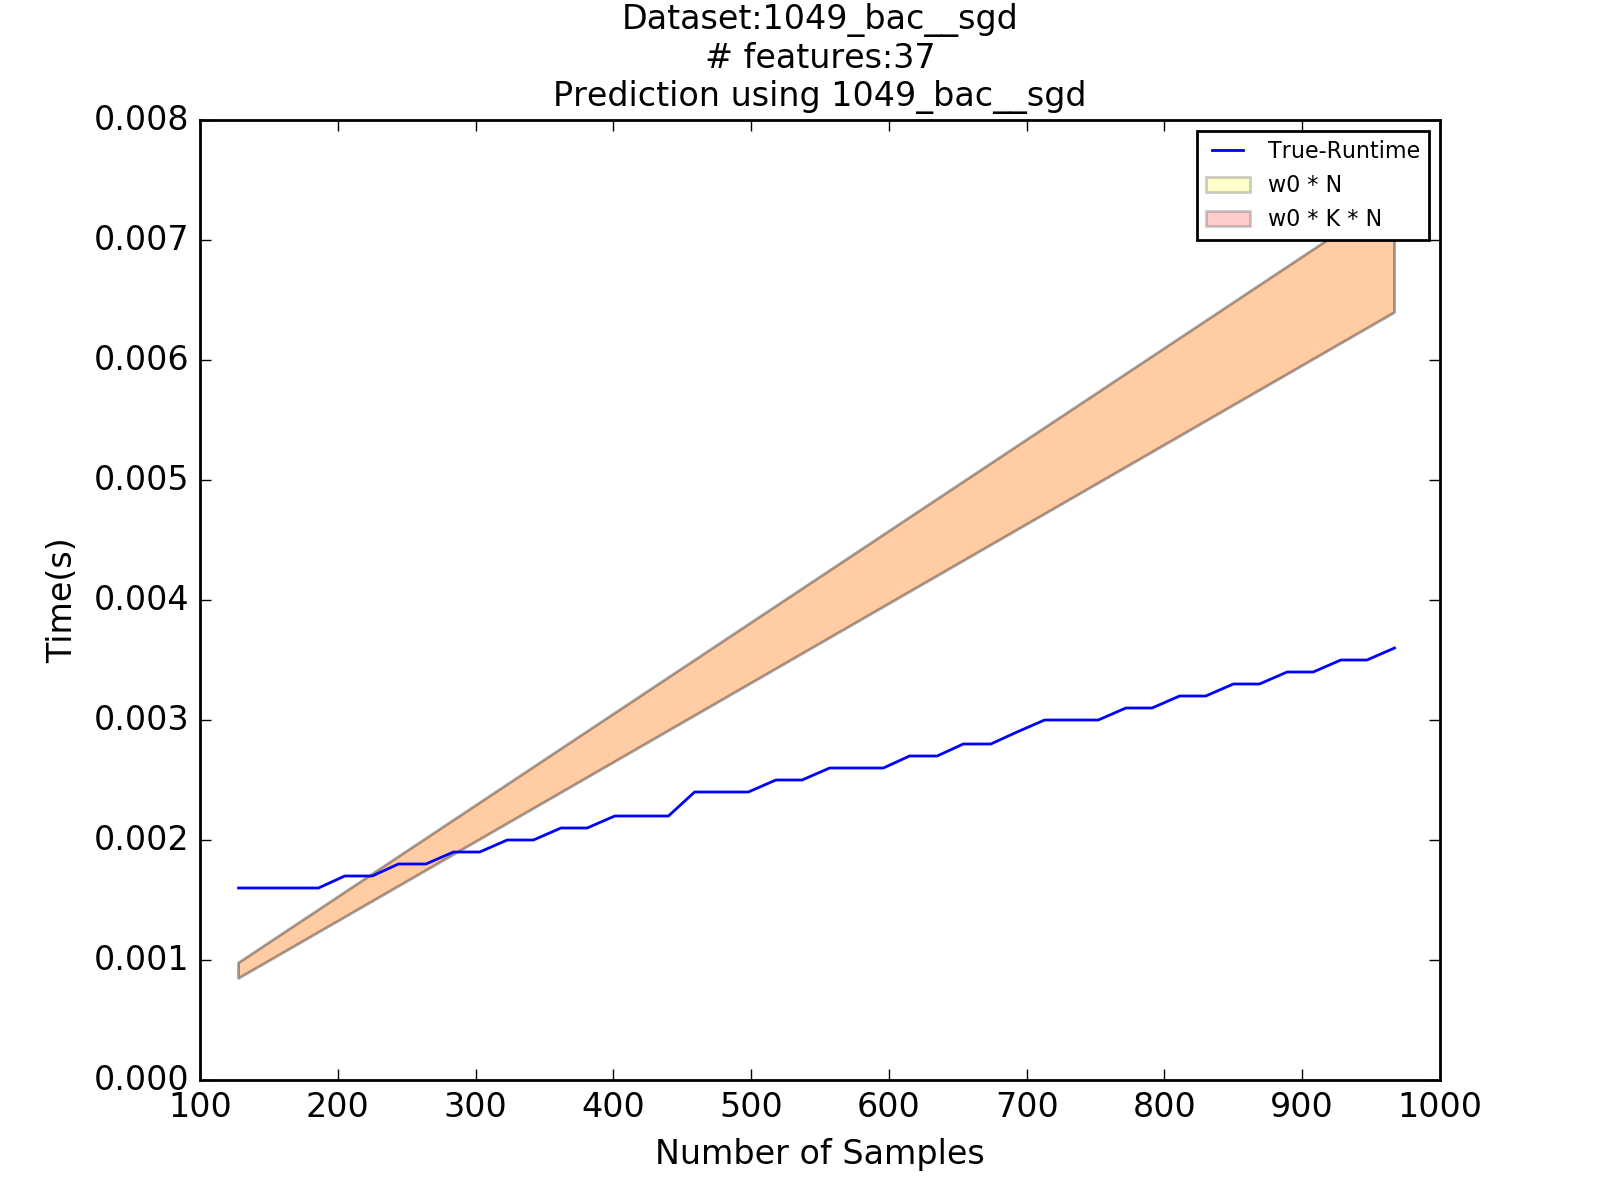 Dataset:1049_bac__sgd
# features:37
Prediction using 1049_bac__sgd
0.008
0.007
0.006
0.005
0.004
0.003
0.002
0.001
0.000
Time(s)
True-Runtime
w0 * N
w0 * K * N
100 200 300 400 500 600 700 800 900 1000
Number of Samples